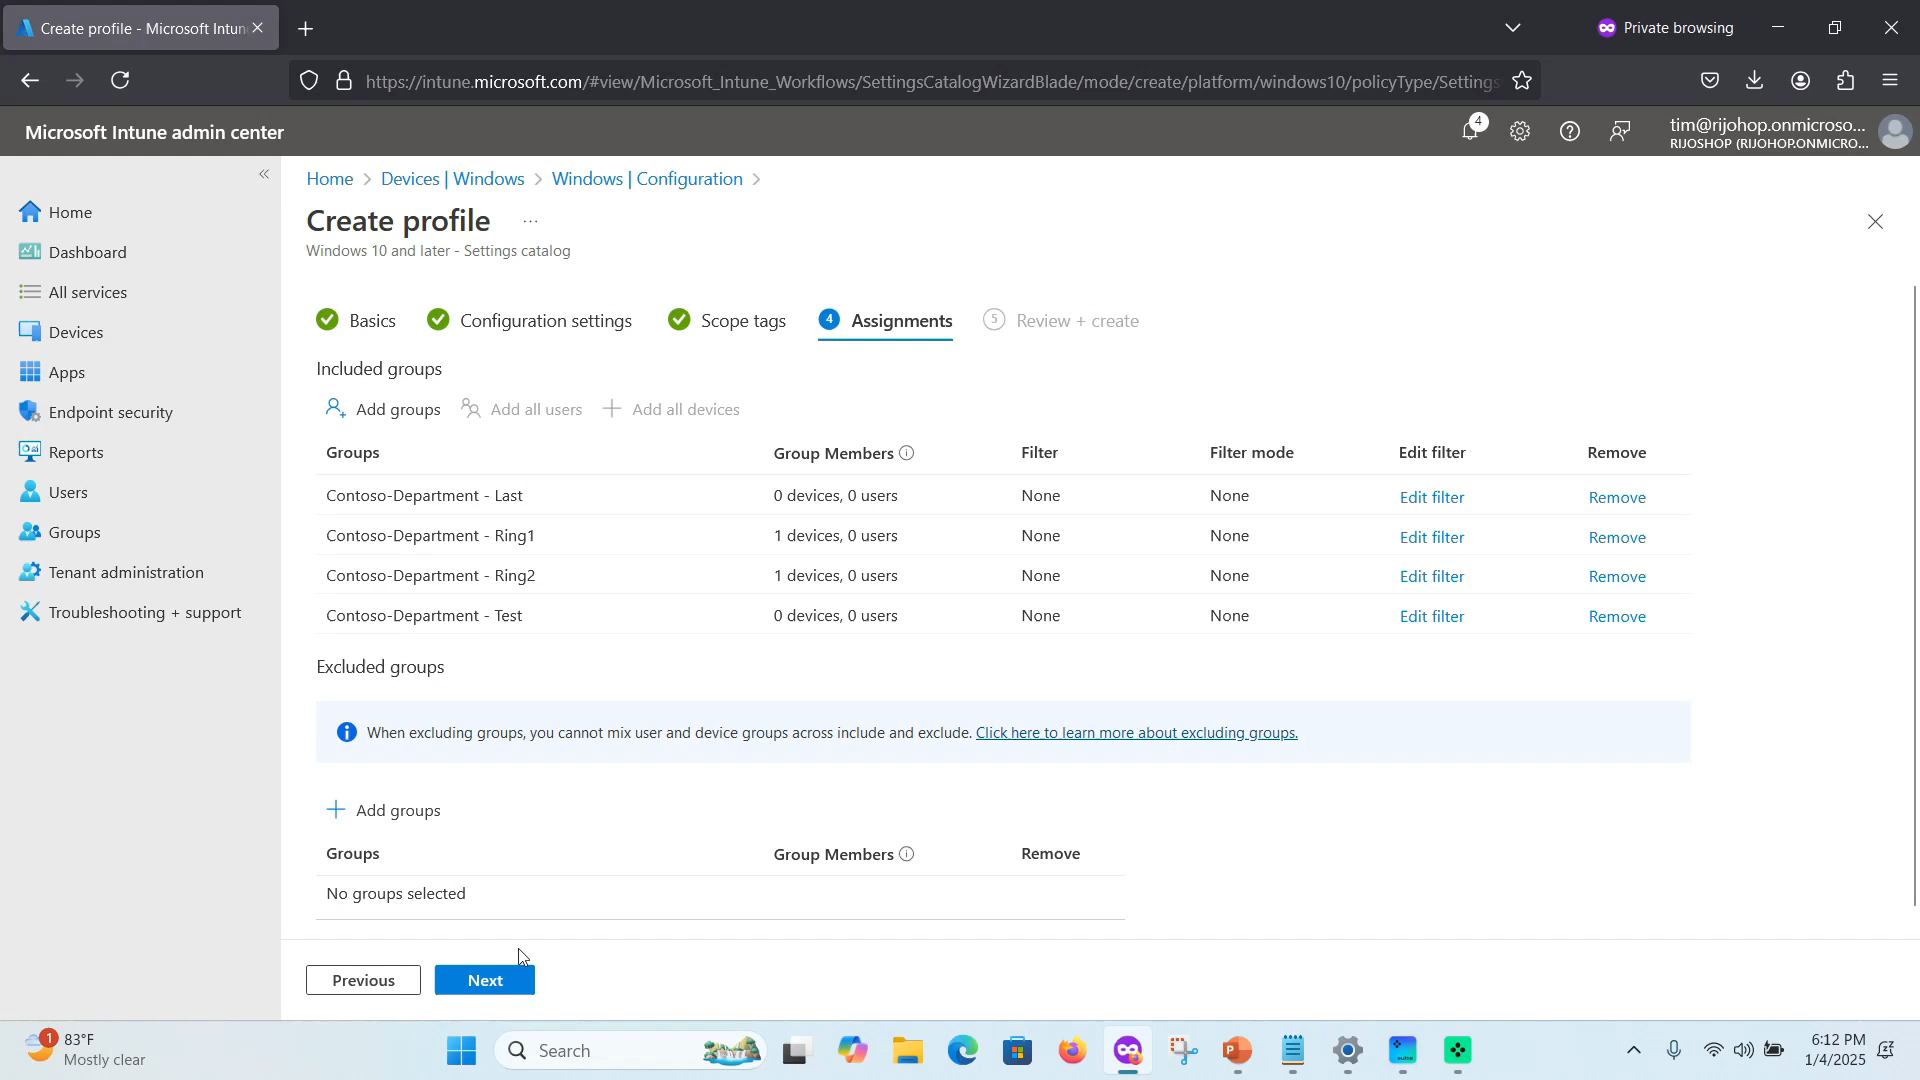 Create profile - Microsoft Intun
Private browsing
https://intune.microsoft.com/#view/Microsoft_Intune_Workflows/SettingsCatalogWizardBlade/mode/create/platform/windows10/policyType/Settings
Microsoft Intune admin center
4
tim@rijohop.onmicroso...
RIJOSHOP (RIJOHOP.ONMICRO...
Home
Dashboard
All services
Devices
Apps
Endpoint security
Reports
Users
Groups
Tenant administration
Troubleshooting + support
Home > Devices | Windows > Windows | Configuration >
Create profile ...
Windows 10 and later - Settings catalog
Basics Configuration settings Scope tags 4 Assignments 5 Review + create
Included groups
Add groups Add all users Add all devices
Groups Group Members Filter Filter mode Edit filter Remove
Contoso-Department - Last 0 devices, 0 users None None Edit filter Remove
Contoso-Department - Ring1 1 devices, 0 users None None Edit filter Remove
Contoso-Department - Ring2 1 devices, 0 users None None Edit filter Remove
Contoso-Department - Test 0 devices, 0 users None None Edit filter Remove
Excluded groups
When excluding groups, you cannot mix user and device groups across include and exclude. Click here to learn more about excluding groups.
Add groups
Groups Group Members Remove
No groups selected
Previous Next
1
83°F
Mostly clear
Search
6:12 PM
1/4/2025